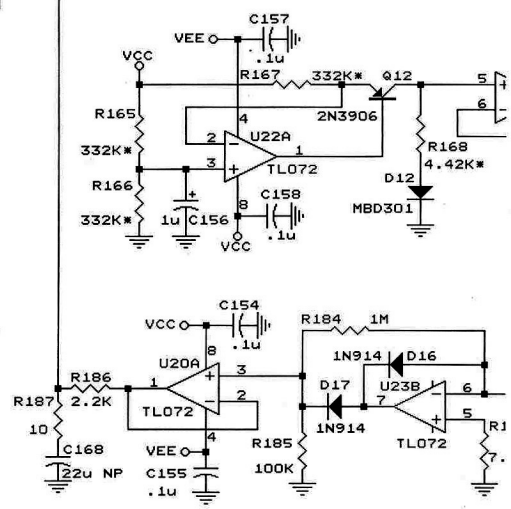 C157
VEE
.1u
VCC
R167
332K*
Q12
5
6
4
2N3906
R165
332K*
2
U22A
1
R168
4.42K*
3
TL072
R166
332K*
8
C158
D12
1u
C156
.1u
MBD301
VCC
C154
R184
1M
VCC
.1u
8
1N914
D16
U20A
3
R186
1
D17
U23B
6
R187
2.2K
TL072
2
7
5
10
4
1N914
TL072
R1
C168
VEE
R185
7.
22u NP
C155
100K
.1u